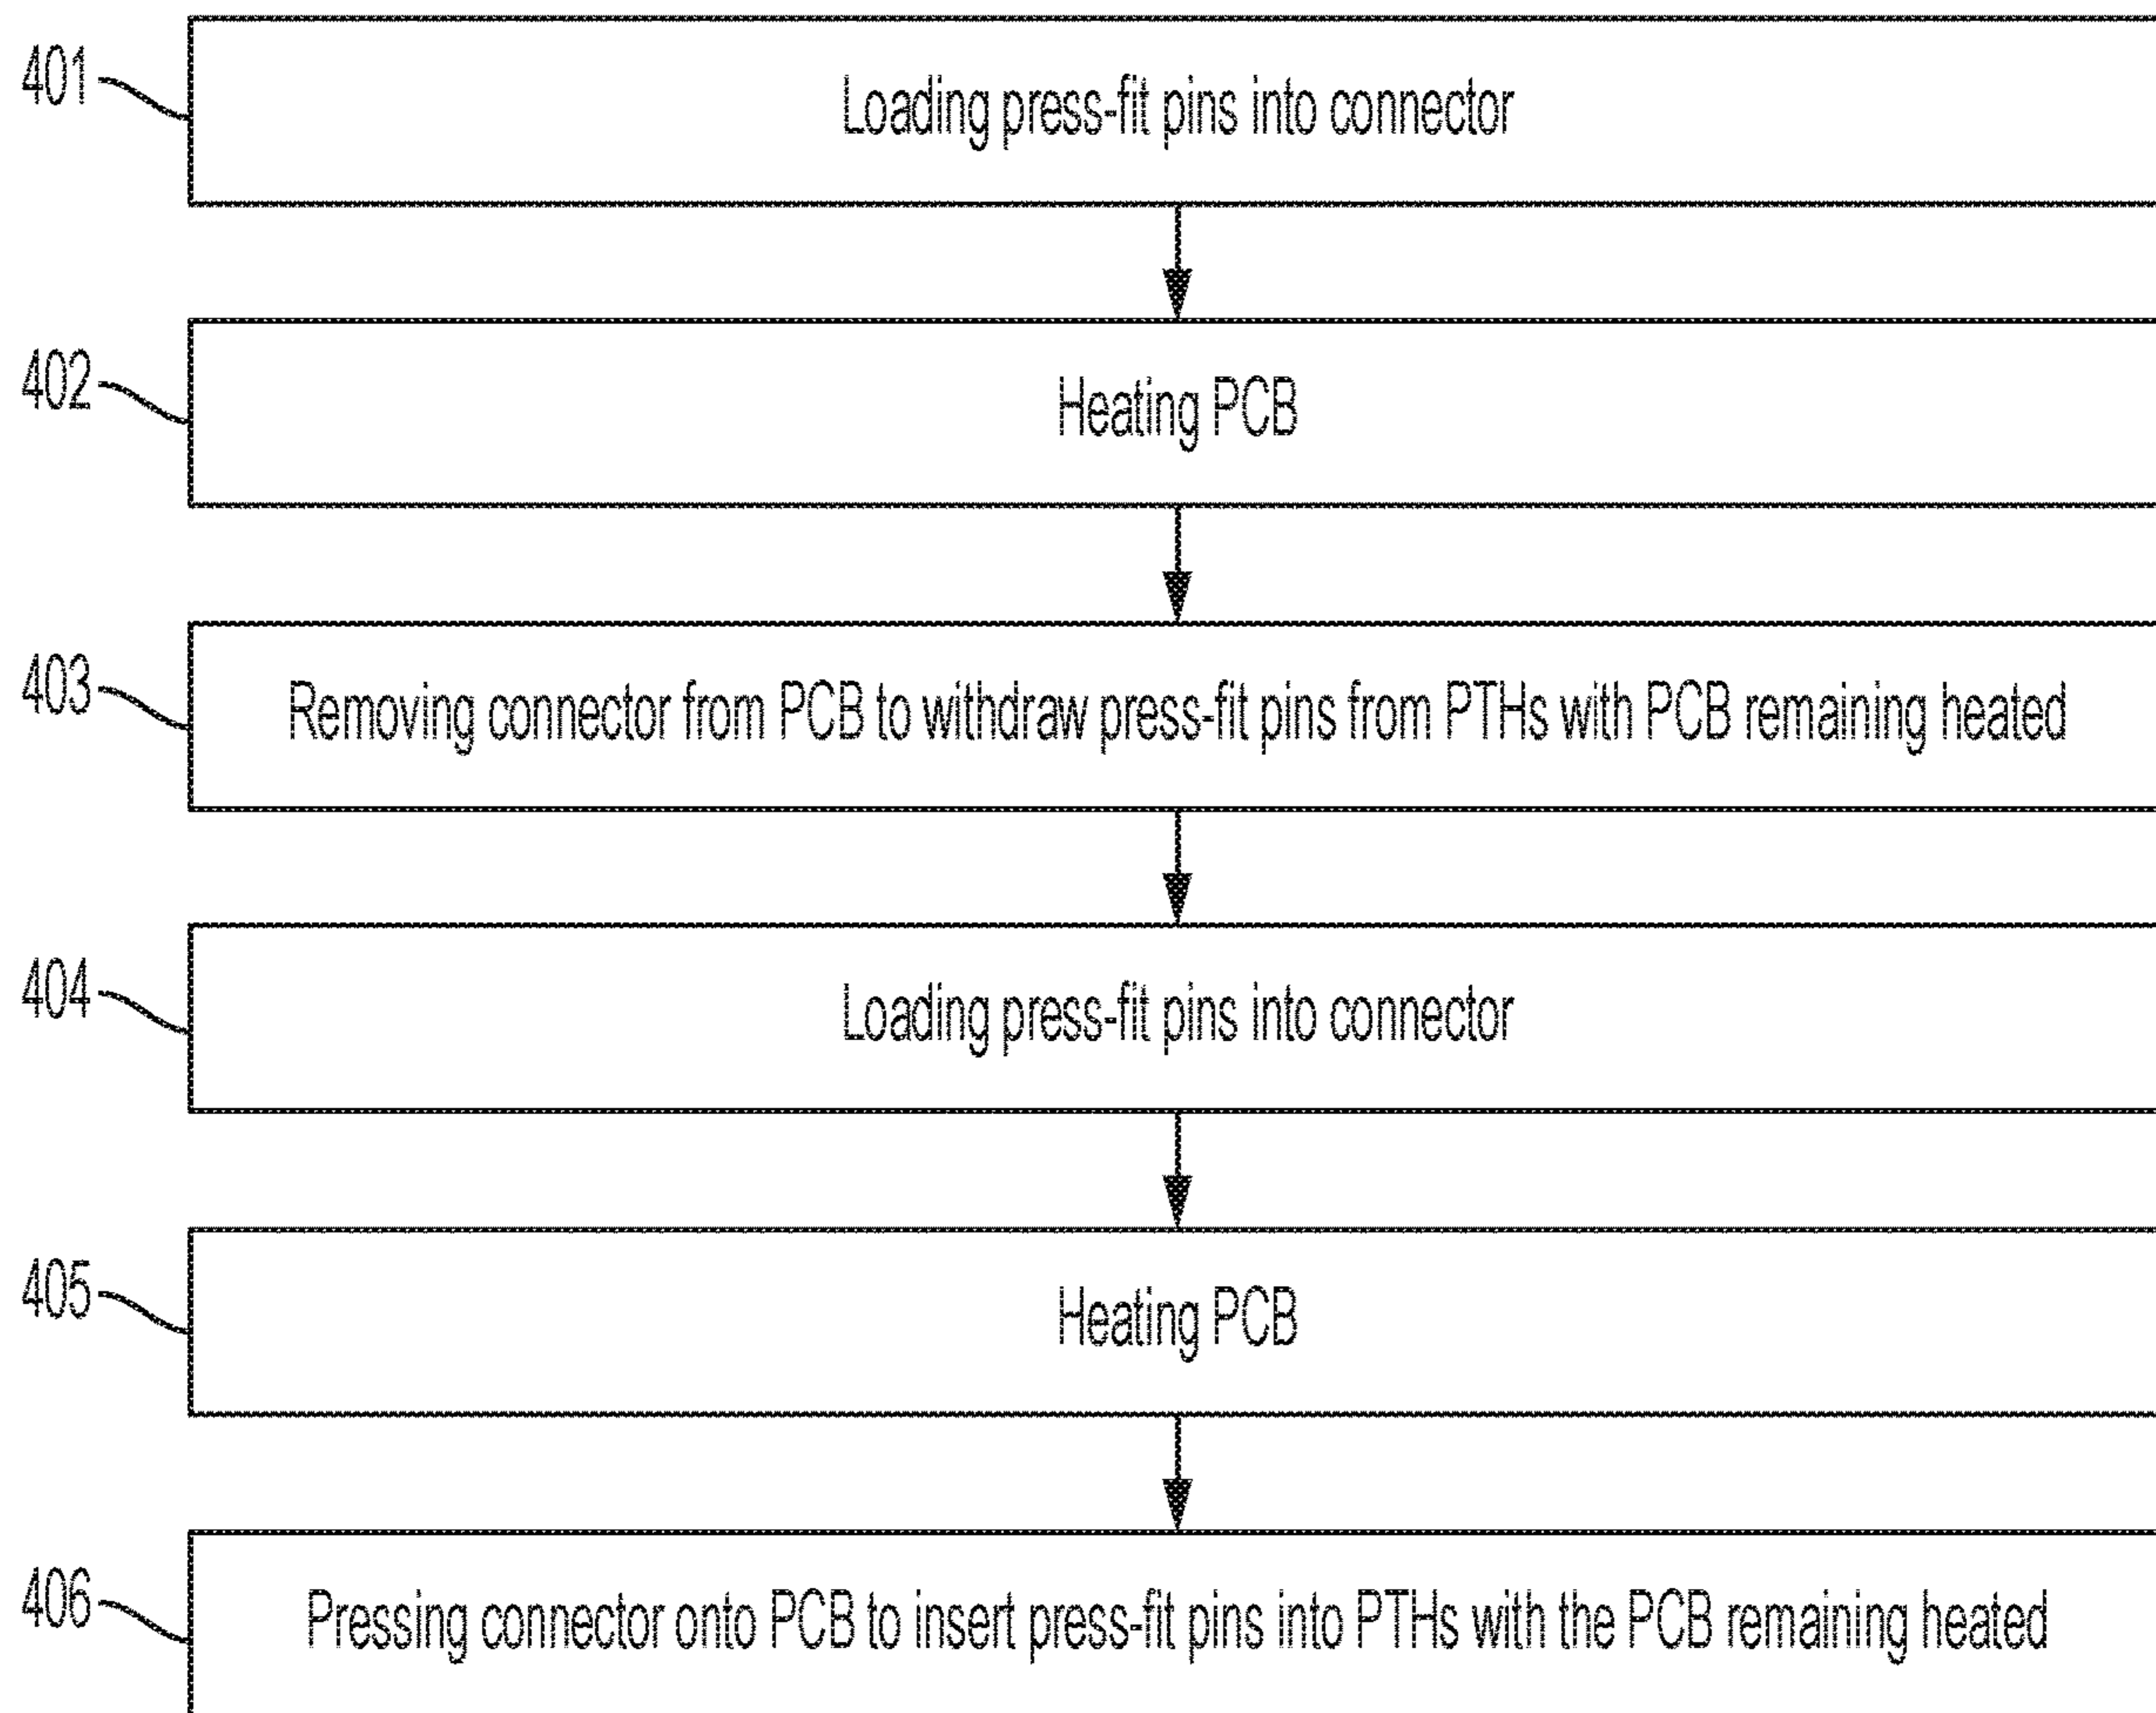 401
Loading press-fit pins into connector
402
Heating PCB
403
Removing connector from PCB to withdraw press-fit pins from PTHs with PCB remaining heated
404
Loading press-fit pins into connector
405
Heating PCB
406
Pressing connector onto PCB to insert press-fit pins into PTHs with the PCB remaining heated